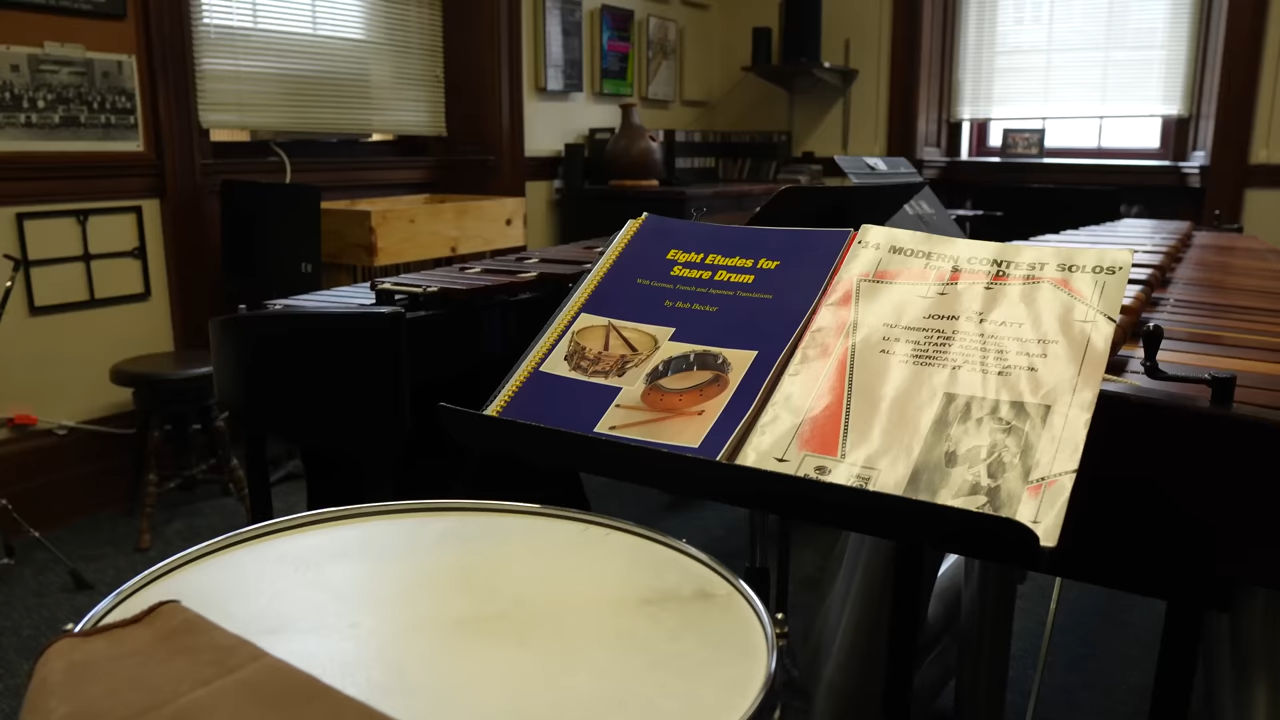 Eight Etudes for
Snare Drum
With German, French and Japanese Translations
by Bob Becker
'14 MODERN CONTEST SOLOS'
for Snare Drum
by
JOHN S. PRATT
RUDIMENTAL DRUM INSTRUCTOR
of FIELD MUSIC,
U.S. MILITARY ACADEMY BAND
and member of the
ALL-AMERICAN ASSOCIATION
of CONTEST JUDGES